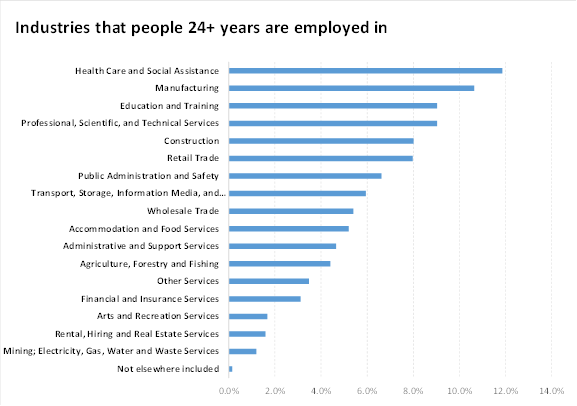 Industries that people 24+ years are employed in
Health Care and Social Assistance
Manufacturing
Education and Training
Professional, Scientific, and Technical Services
Construction
Retail Trade
Public Administration and Safety
Transport, Storage, Information Media, and...
Wholesale Trade
Accommodation and Food Services
Administrative and Support Services
Agriculture, Forestry and Fishing
Other Services
Financial and Insurance Services
Arts and Recreation Services
Rental, Hiring and Real Estate Services
Mining; Electricity, Gas, Water and Waste Services
Not elsewhere included
0.0% 2.0% 4.0% 6.0% 8.0% 10.0% 12.0% 14.0%